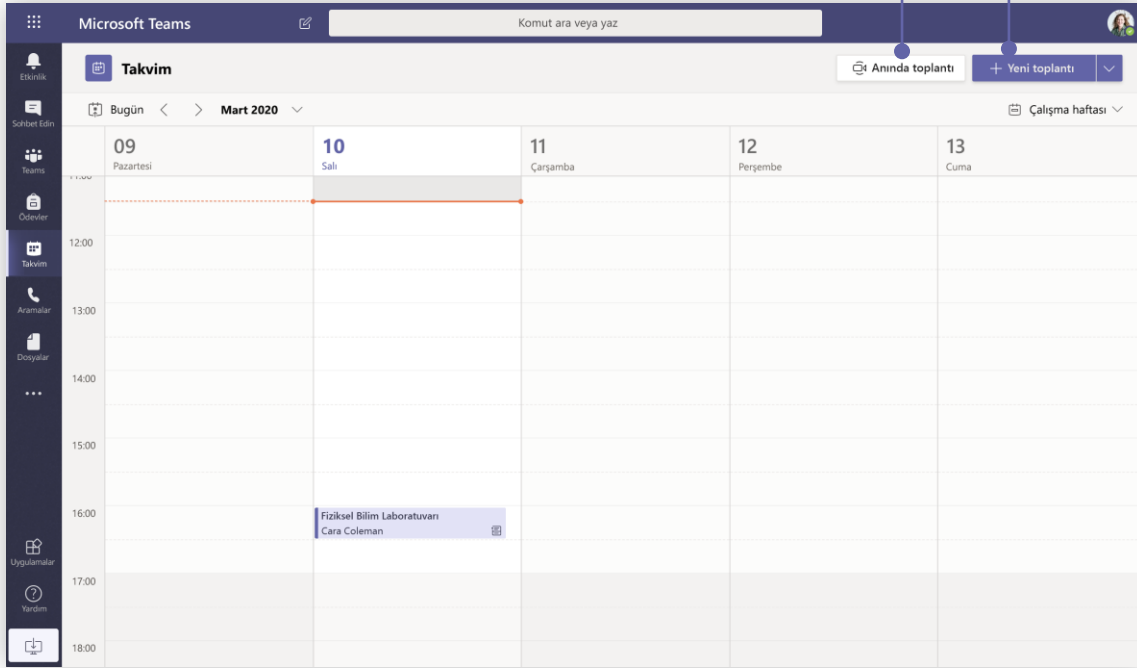 Microsoft Teams
Komut ara veya yaz
Etkinlik
Sohbet Edin
Teams
Ödevler
Takvim
Aramalar
Dosyalar
Uygulamalar
Yardım
Takvim
Anında toplantı
Yeni toplantı
Bugün
Mart 2020
Çalışma haftası
09
Pazartesi
10
Salı
11
Çarşamba
12
Perşembe
13
Cuma
11:00
12:00
13:00
14:00
15:00
16:00
Fiziksel Bilim Laboratuvarı
Cara Coleman
17:00
18:00